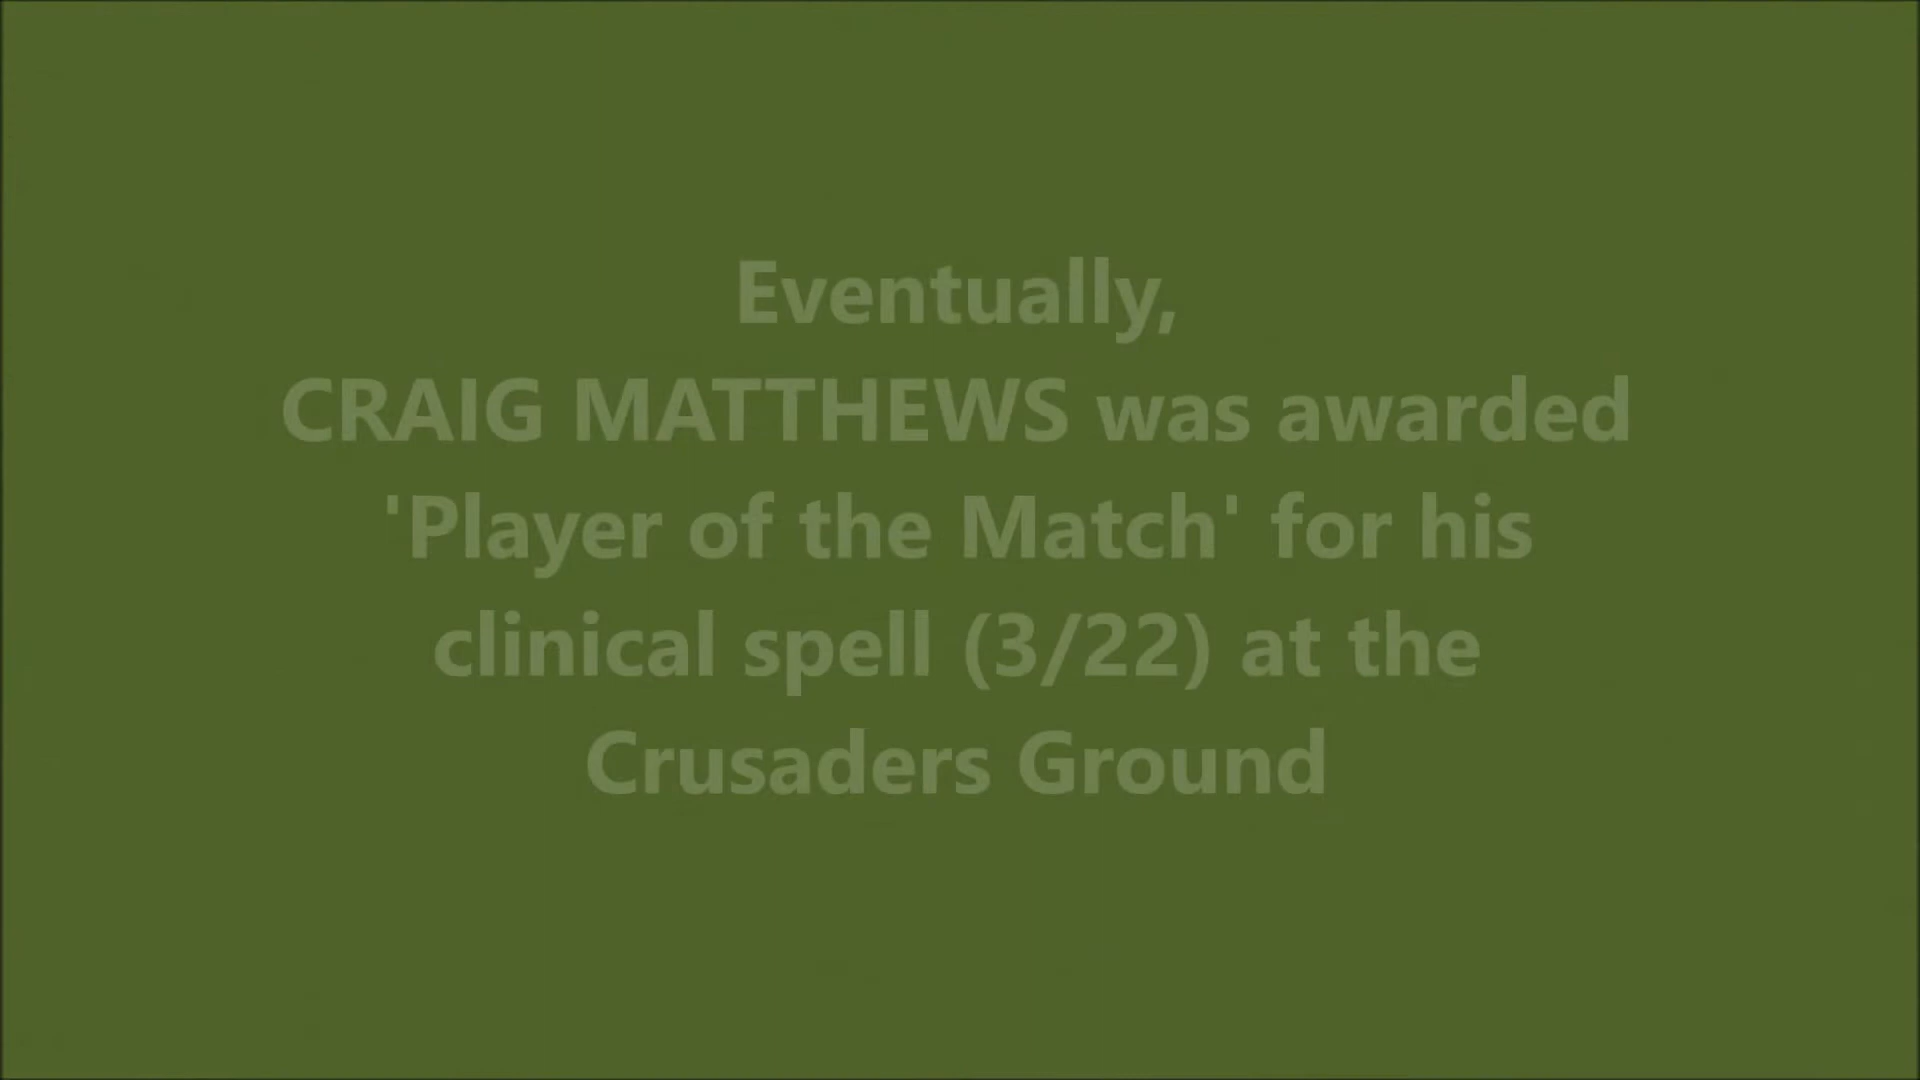 Eventually,
CRAIG MATTHEWS was awarded
'Player of the Match' for his
clinical spell (3/22) at the
Crusaders Ground